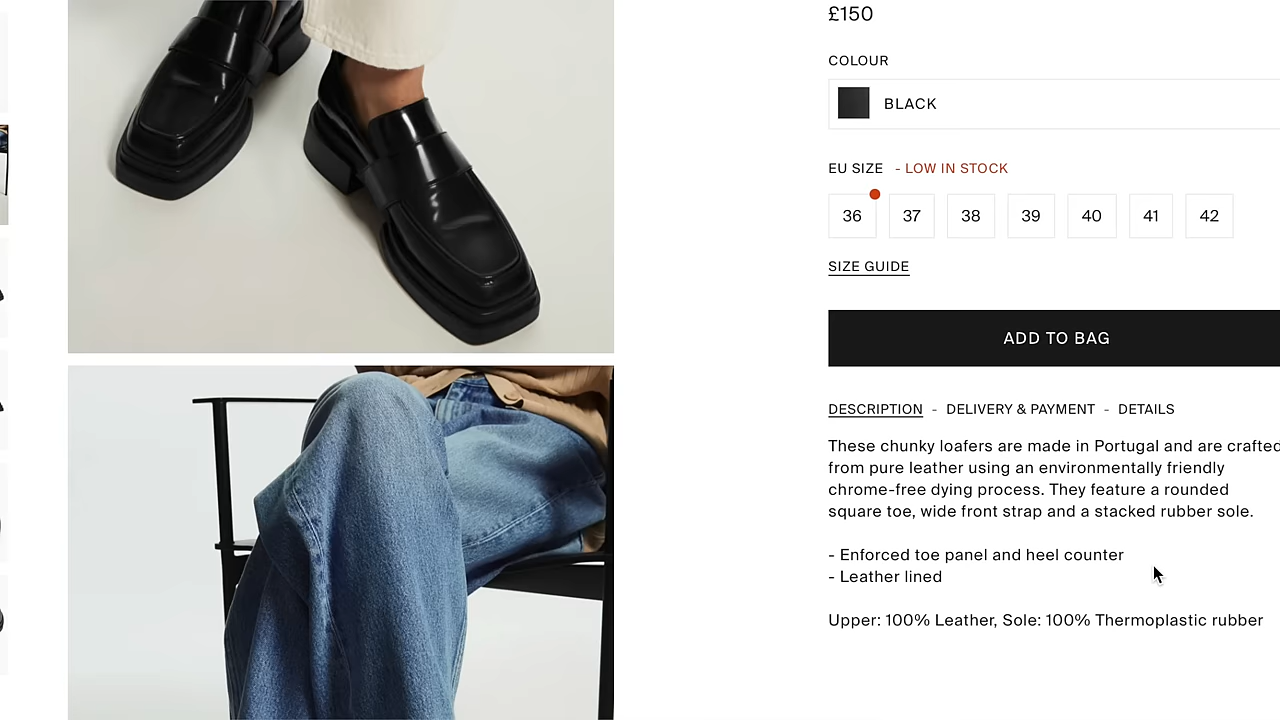 £150
COLOUR
BLACK
EU SIZE - LOW IN STOCK
36 37 38 39 40 41 42
SIZE GUIDE
ADD TO BAG
DESCRIPTION - DELIVERY & PAYMENT - DETAILS
These chunky loafers are made in Portugal and are crafted
from pure leather using an environmentally friendly
chrome-free dying process. They feature a rounded
square toe, wide front strap and a stacked rubber sole.
- Enforced toe panel and heel counter
- Leather lined
Upper: 100% Leather, Sole: 100% Thermoplastic rubber